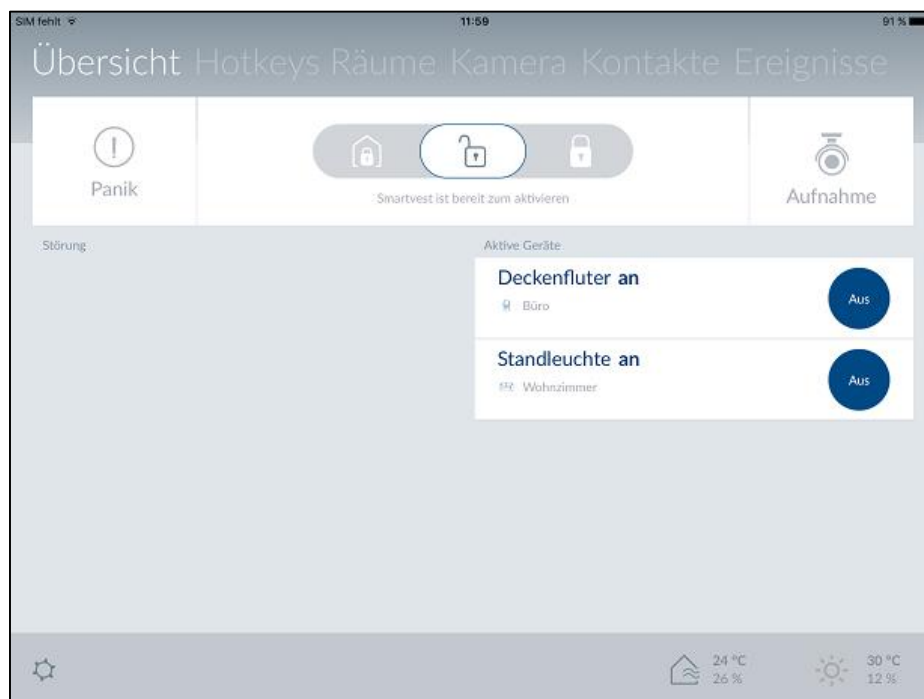 SIM fehlt 11:59 91 %
Übersicht Hotkeys Räume Kamera Kontakte Ereignisse
Panik
Smartvest ist bereit zum aktivieren
Aufnahme
Störung
Aktive Geräte
Deckenfluter an
Büro
Aus
Standleuchte an
Wohnzimmer
Aus
24 °C
26 %
30 °C
12 %